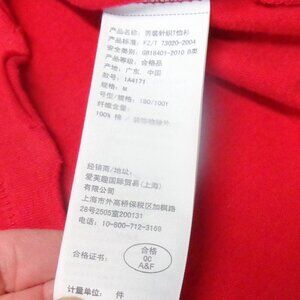 产品名称: 男装针织T恤衫
产品标准: FZ/T 73020-2004
安全类别: GB18401-2010 B类
产品等级: 合格品
产地: 广东, 中国
款号: 1A4171
规格: M
号型/规格: 180/100Y
纤维含量:
100% 棉 / 装饰物除外
经销商/地址:
爱芙趣国际贸易(上海)
有限公司
上海市外高桥保税区加枫路
28号2505室200131
电话: 10-800-712-3169
合格证书:
合格
QC
A&F
计量单位: 件